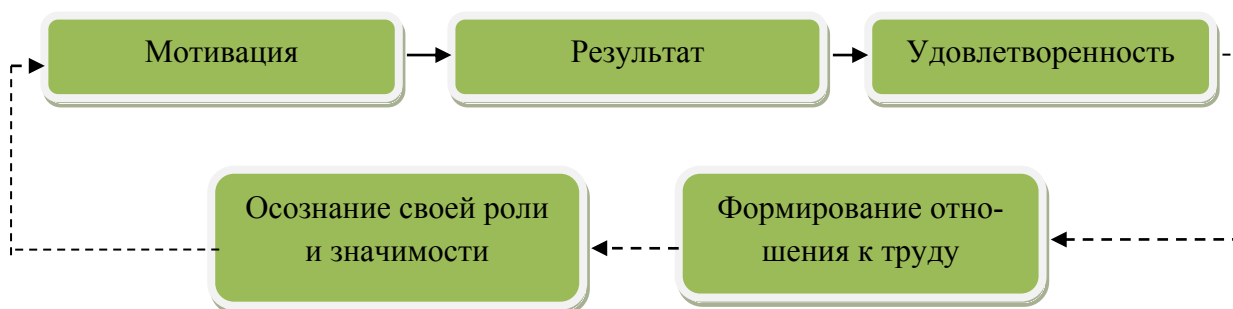 Мотивация
Результат
Удовлетворенность
Осознание своей роли
и значимости
Формирование отно-
шения к труду